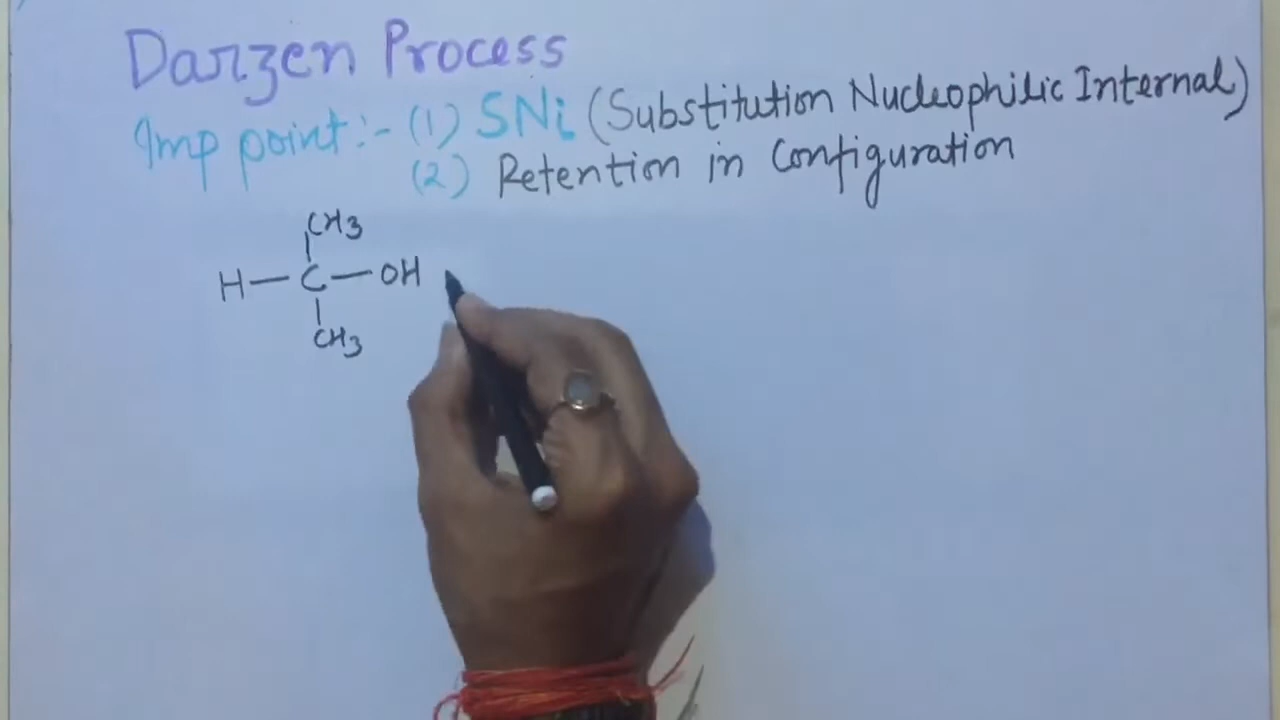 Darzen Process
Imp point :- (1) SNi (Substitution Nucleophilic Internal)
(2) Retention in Configuration
CH3
H — C — OH
CH3